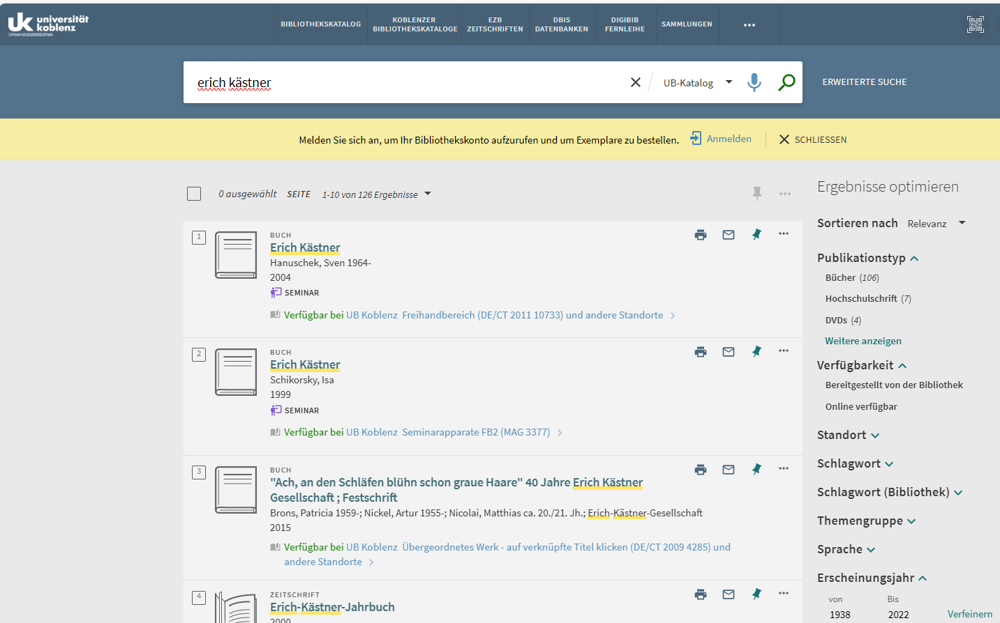 uk universität
koblenz
Universitätsbibliothek
BIBLIOTHEKSKATALOG
KOBLENZER
BIBLIOTHEKSKATALOGE
EZB
ZEITSCHRIFTEN
DBIS
DATENBANKEN
DIGIBIB
FERNLEIHE
SAMMLUNGEN
erich kästner
UB-Katalog
ERWEITERTE SUCHE
Melden Sie sich an, um Ihr Bibliothekskonto aufzurufen und um Exemplare zu bestellen.
Anmelden
SCHLIESSEN
0 ausgewählt SEITE 1-10 von 126 Ergebnisse
1
BUCH
Erich Kästner
Hanuschek, Sven 1964-
2004
SEMINAR
Verfügbar bei UB Koblenz Freihandbereich (DE/CT 2011 10733) und andere Standorte
2
BUCH
Erich Kästner
Schikorsky, Isa
1999
SEMINAR
Verfügbar bei UB Koblenz Seminarapparate FB2 (MAG 3377)
3
BUCH
"Ach, an den Schläfen blühn schon graue Haare" 40 Jahre Erich Kästner
Gesellschaft ; Festschrift
Brons, Patricia 1959-; Nickel, Artur 1955-; Nicolai, Matthias ca. 20./21. Jh.; Erich-Kästner-Gesellschaft
2015
Verfügbar bei UB Koblenz Übergeordnetes Werk - auf verknüpfte Titel klicken (DE/CT 2009 4285) und
andere Standorte
4
ZEITSCHRIFT
Erich-Kästner-Jahrbuch
2000
Ergebnisse optimieren
Sortieren nach Relevanz
Publikationstyp
Bücher (106)
Hochschulschrift (7)
DVDs (4)
Weitere anzeigen
Verfügbarkeit
Bereitgestellt von der Bibliothek
Online verfügbar
Standort
Schlagwort
Schlagwort (Bibliothek)
Themengruppe
Sprache
Erscheinungsjahr
von Bis
1938 2022 Verfeinern